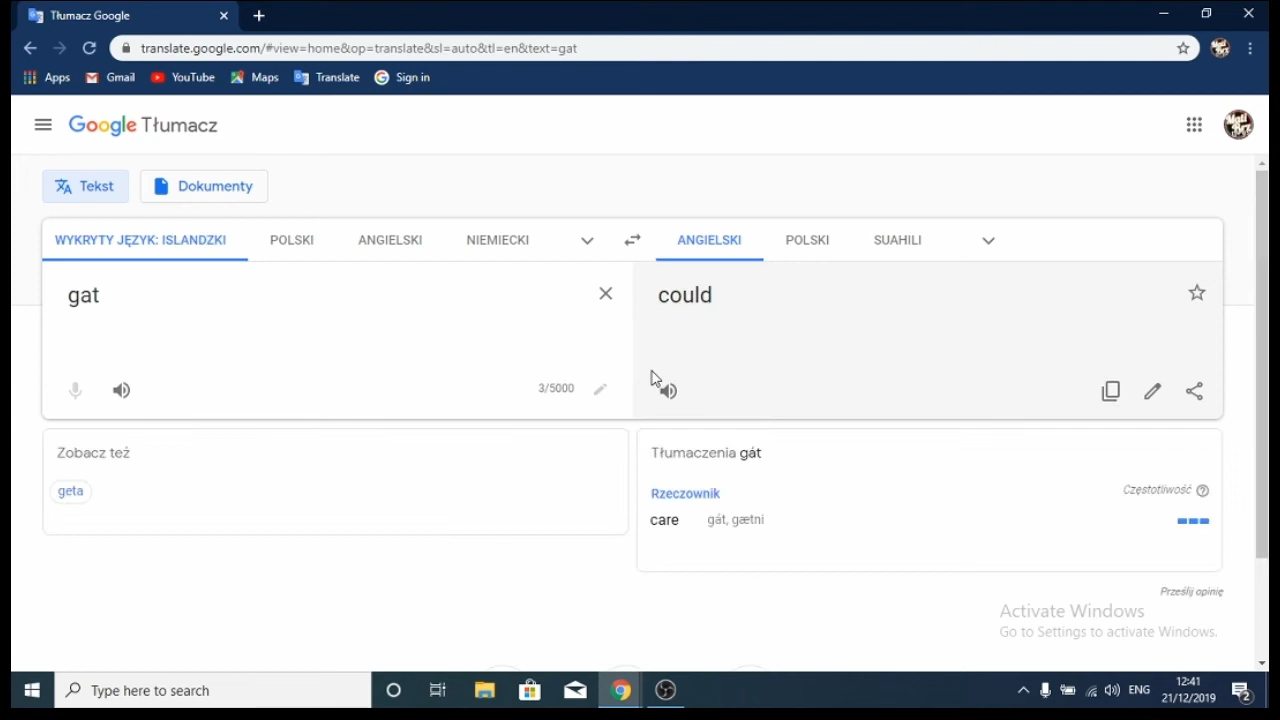 Tłumacz Google
translate.google.com/#view=home&op=translate&sl=auto&tl=en&text=gat
Apps Gmail YouTube Maps Translate Sign in
Google Tłumacz
Tekst Dokumenty
WYKRYTY JĘZYK: ISLANDZKI POLSKI ANGIELSKI NIEMIECKI ANGIELSKI POLSKI SUAHILI
gat could
3/5000
Zobacz też Tłumaczenia gát
geta Rzeczownik Częstotliwość
care gát, gætni
Prześlij opinię
Activate Windows
Go to Settings to activate Windows.
Type here to search ENG 12:41
21/12/2019 2